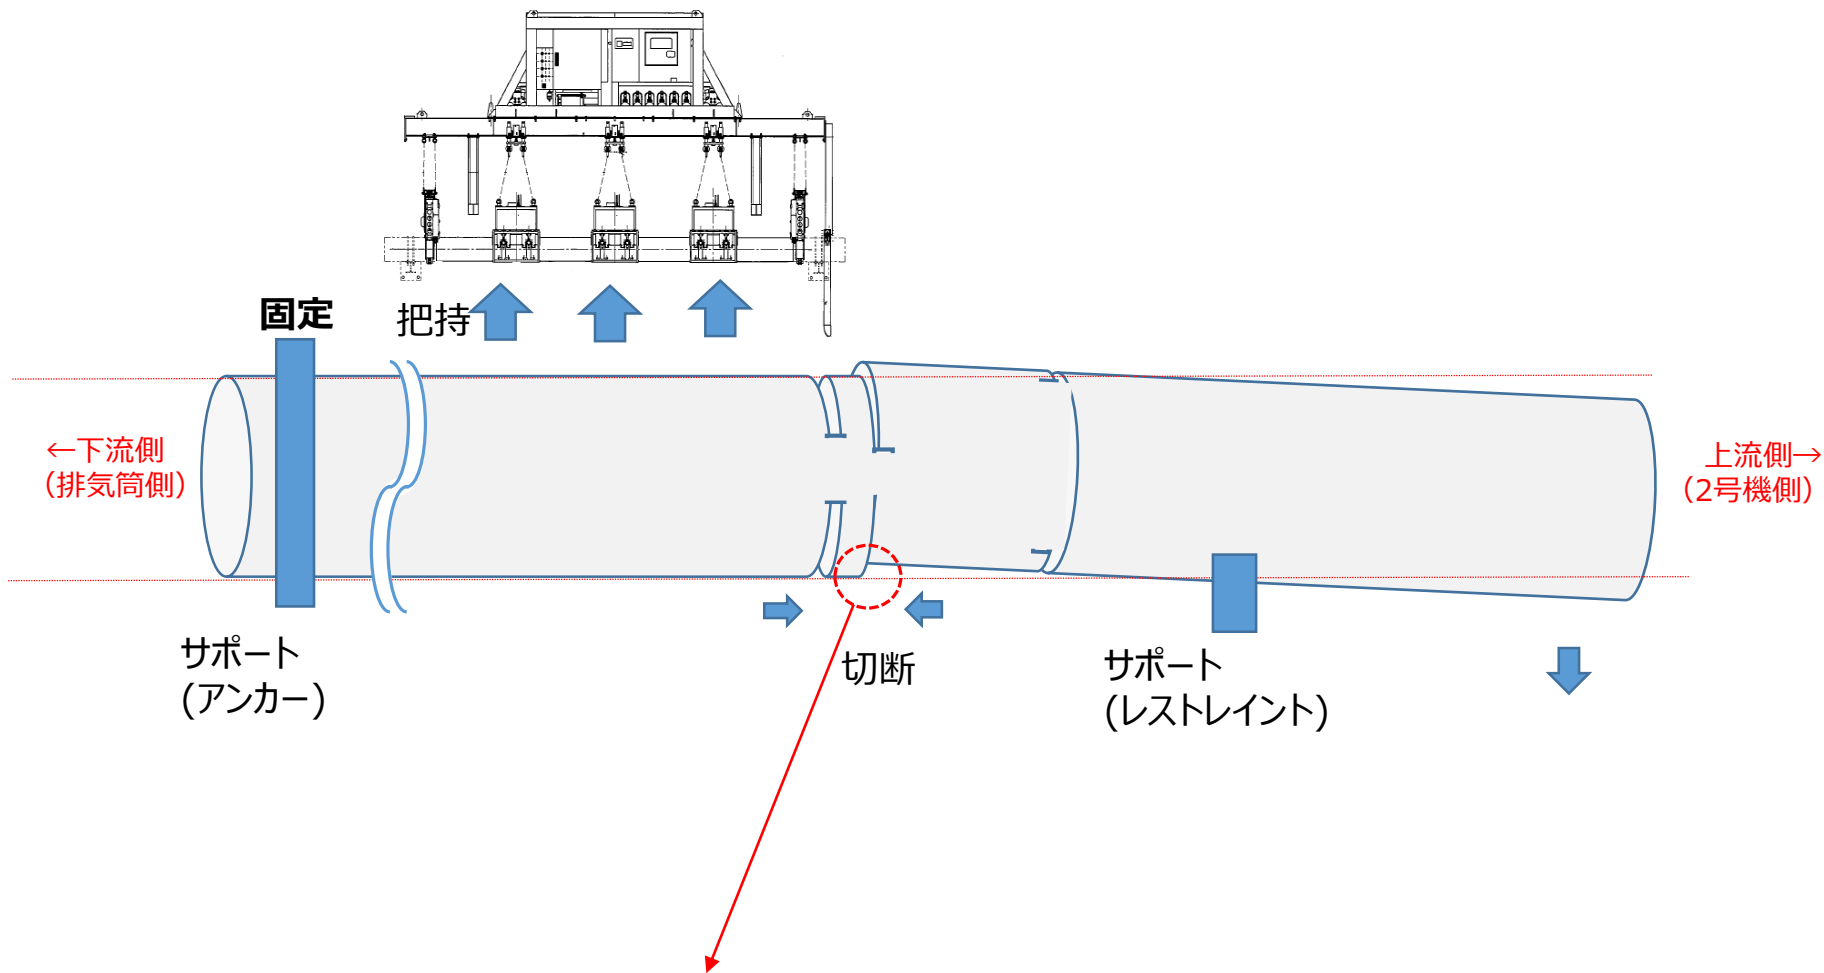 固定
把持
←下流側
（排気筒側）
上流側→
（2号機側）
サポート
(アンカー)
切断
サポート
(レストレイント)